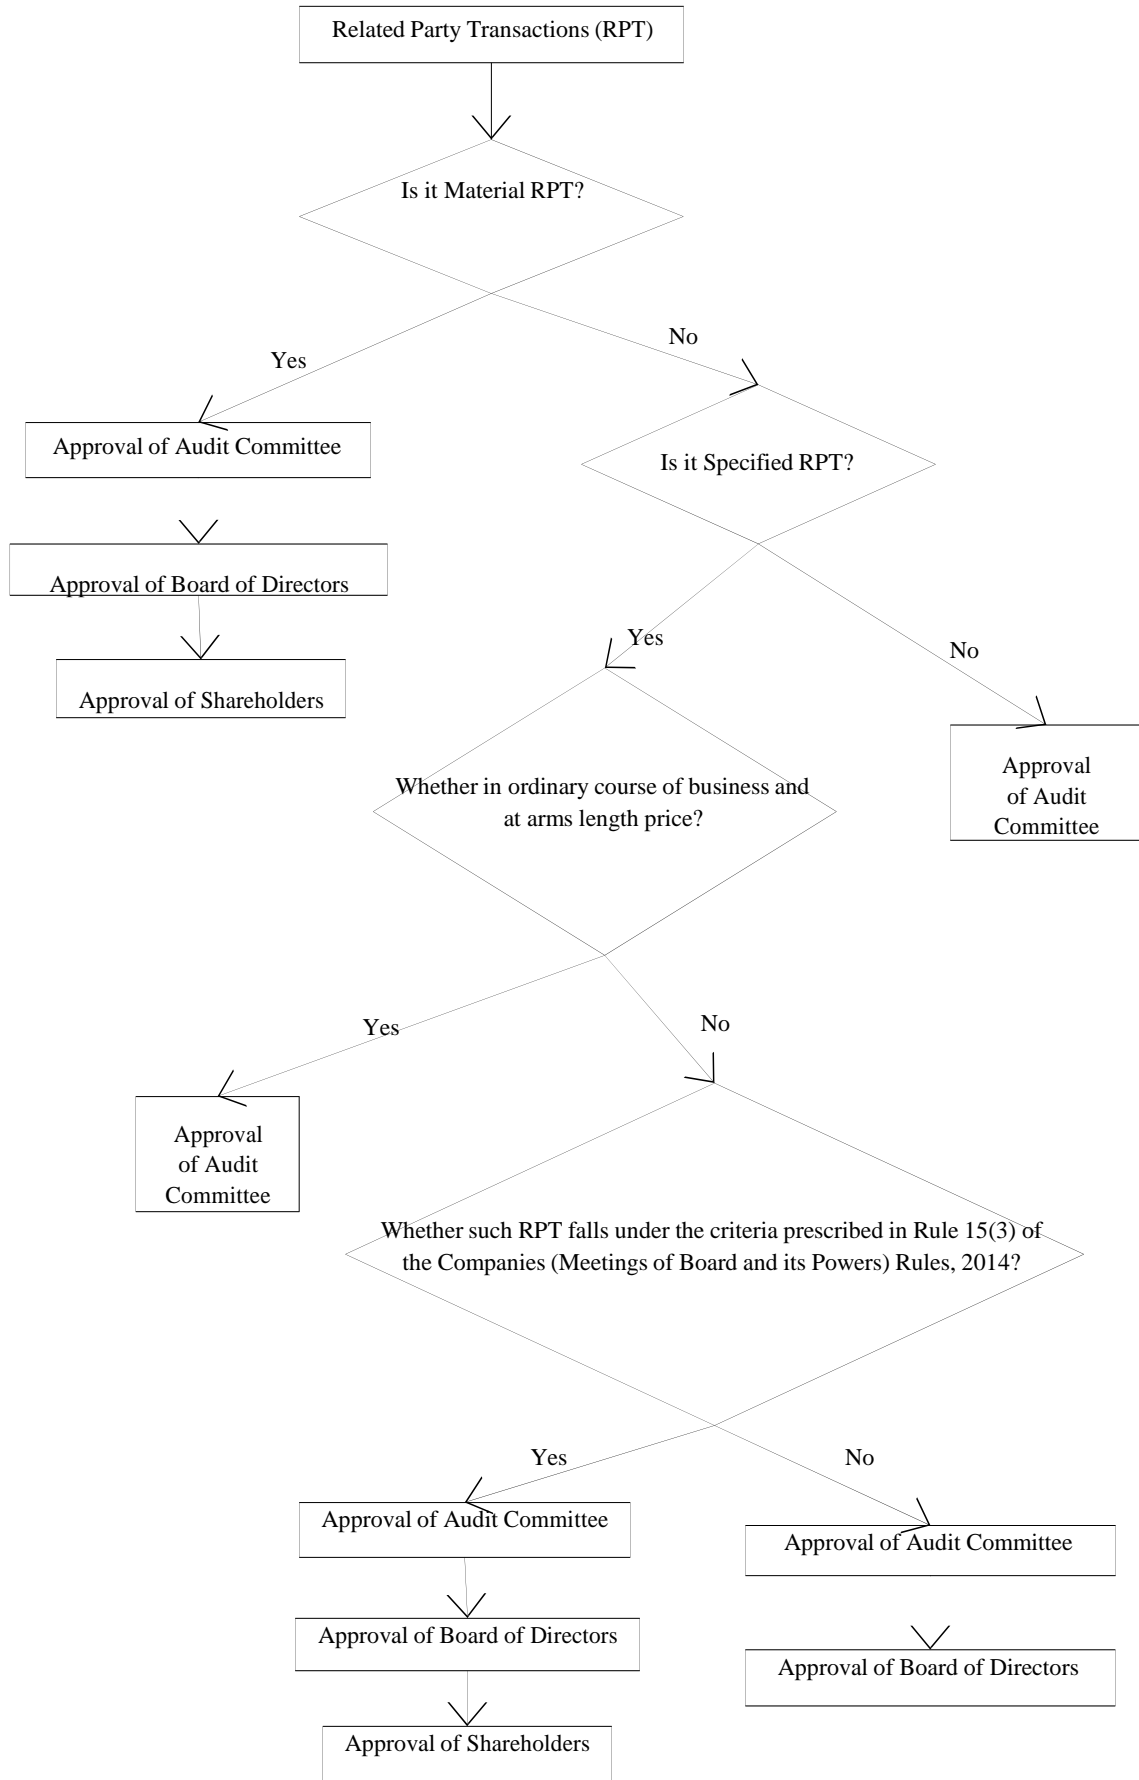 Related Party Transactions (RPT)
Is it Material RPT?
No
Yes
Approval of Audit Committee
Is it Specified RPT?
Approval of Board of Directors
Yes
No
Approval of Shareholders
Approval
of Audit
Committee
Whether in ordinary course of business and
at arms length price?
Yes
No
Approval
of Audit
Committee
Whether such RPT falls under the criteria prescribed in Rule 15(3) of
the Companies (Meetings of Board and its Powers) Rules, 2014?
Yes
No
Approval of Audit Committee
Approval of Audit Committee
Approval of Board of Directors
Approval of Board of Directors
Approval of Shareholders